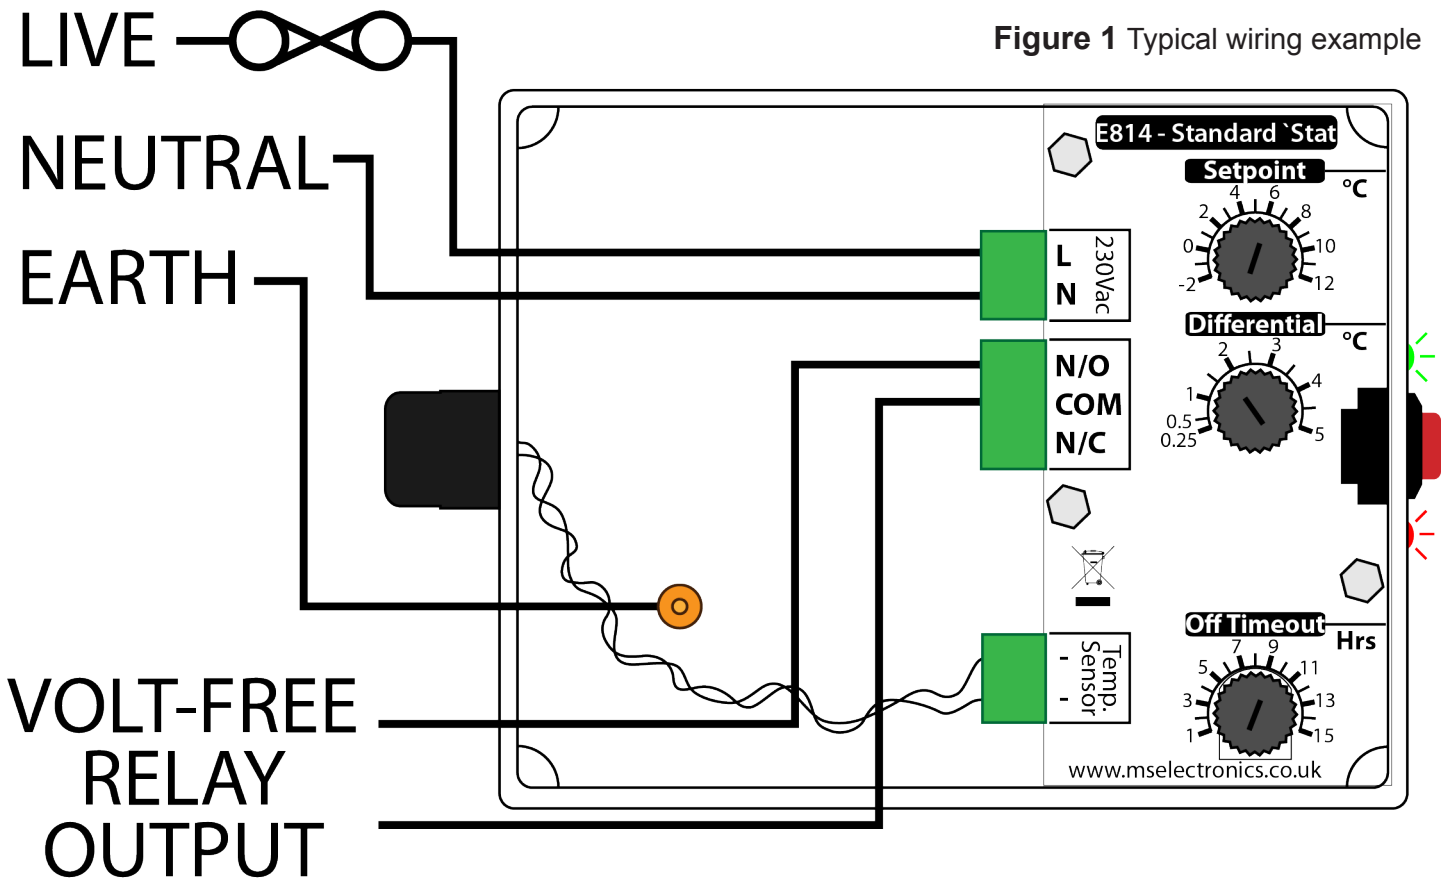 Figure 1 Typical wiring example
LIVE
NEUTRAL
EARTH
VOLT-FREE
RELAY
OUTPUT
E814 - Standard `Stat
L
N
230Vac
N/O
COM
N/C
-
-
Temp.
Sensor
Setpoint
°C
-2
0
2
4
6
8
10
12
Differential
°C
0.25
0.5
1
2
3
4
5
Off Timeout
Hrs
1
3
5
7
9
11
13
15
www.mselectronics.co.uk